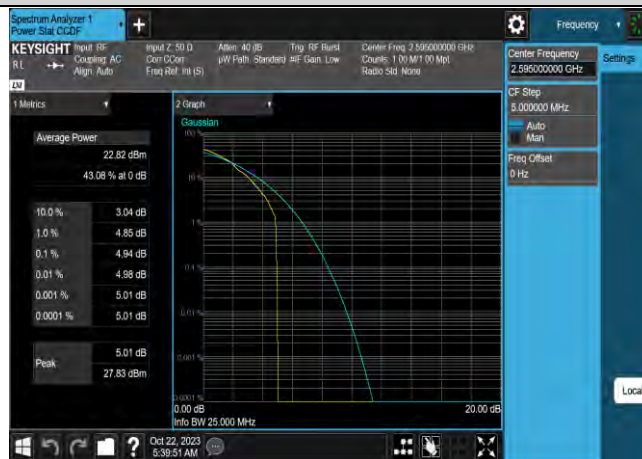 Spectrum Analyzer 1
Power Stat CCDF
+
Frequency
KEYSIGHT
RL
Input: RF
Coupling: AC
Align: Auto
Input Z: 50 Ω
Corr CCorr
Freq Ref: Int (S)
Atten: 40 dB
µW Path: Standard
Trig: RF Burst
#IF Gain: Low
Center Freq: 2.595000000 GHz
Counts: 1.00 M/1.00 Mpt
Radio Std: None
LNI
1 Metrics
Average Power
22.82 dBm
43.08 % at 0 dB
10.0 % 3.04 dB
1.0 % 4.85 dB
0.1 % 4.94 dB
0.01 % 4.98 dB
0.001 % 5.01 dB
0.0001 % 5.01 dB
Peak
5.01 dB
27.83 dBm
2 Graph
Gaussian
100 %
10 %
1 %
0.1 %
0.01 %
0.001 %
0.0001 %
0.00 dB
20.00 dB
Info BW 25.000 MHz
Center Frequency
2.595000000 GHz
Settings
CF Step
5.000000 MHz
Auto
Man
Freq Offset
0 Hz
Local
?
Oct 22, 2023
5:39:51 AM